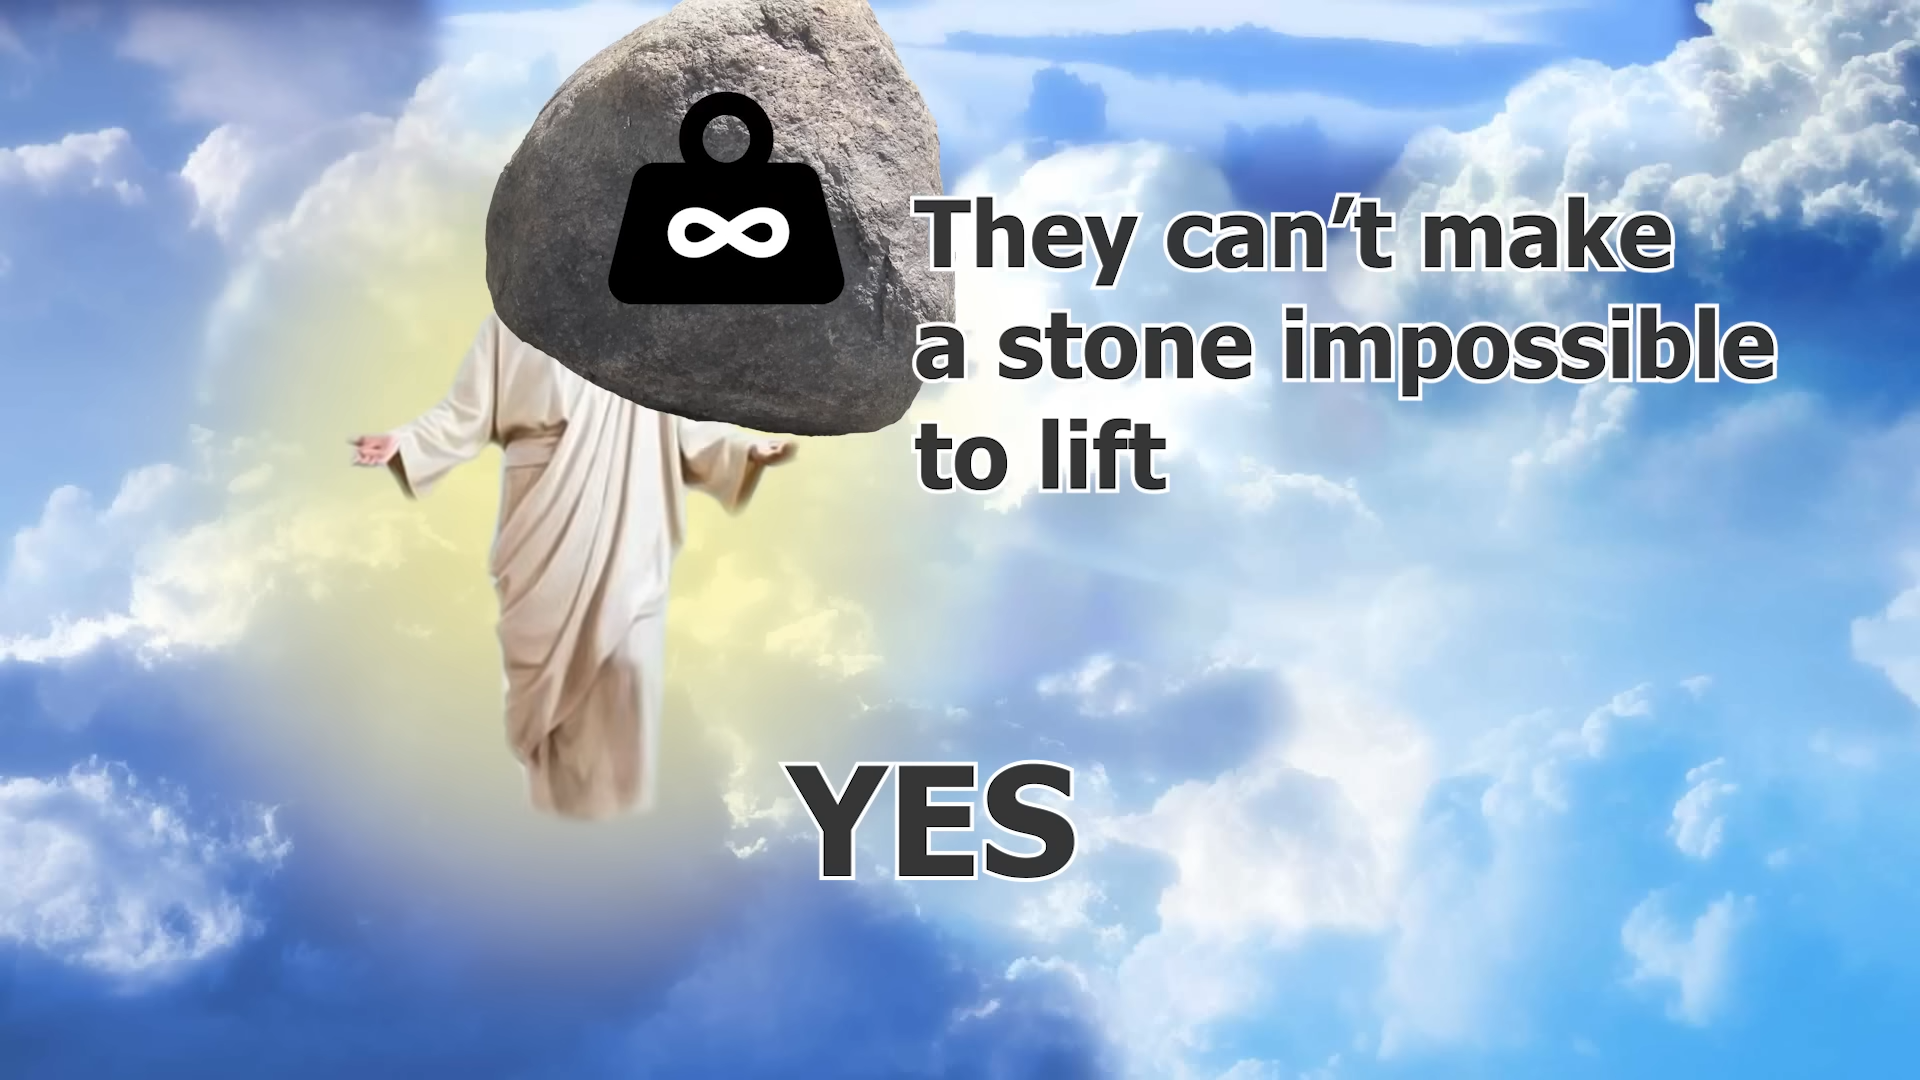 ∞
They can’t make
a stone impossible
to lift
YES